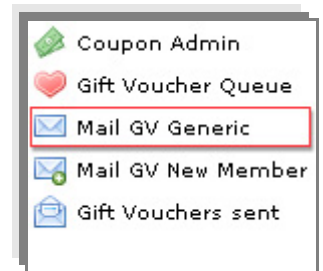 Coupon Admin
Gift Voucher Queue
Mail GV Generic
Mail GV New Member
Gift Vouchers sent